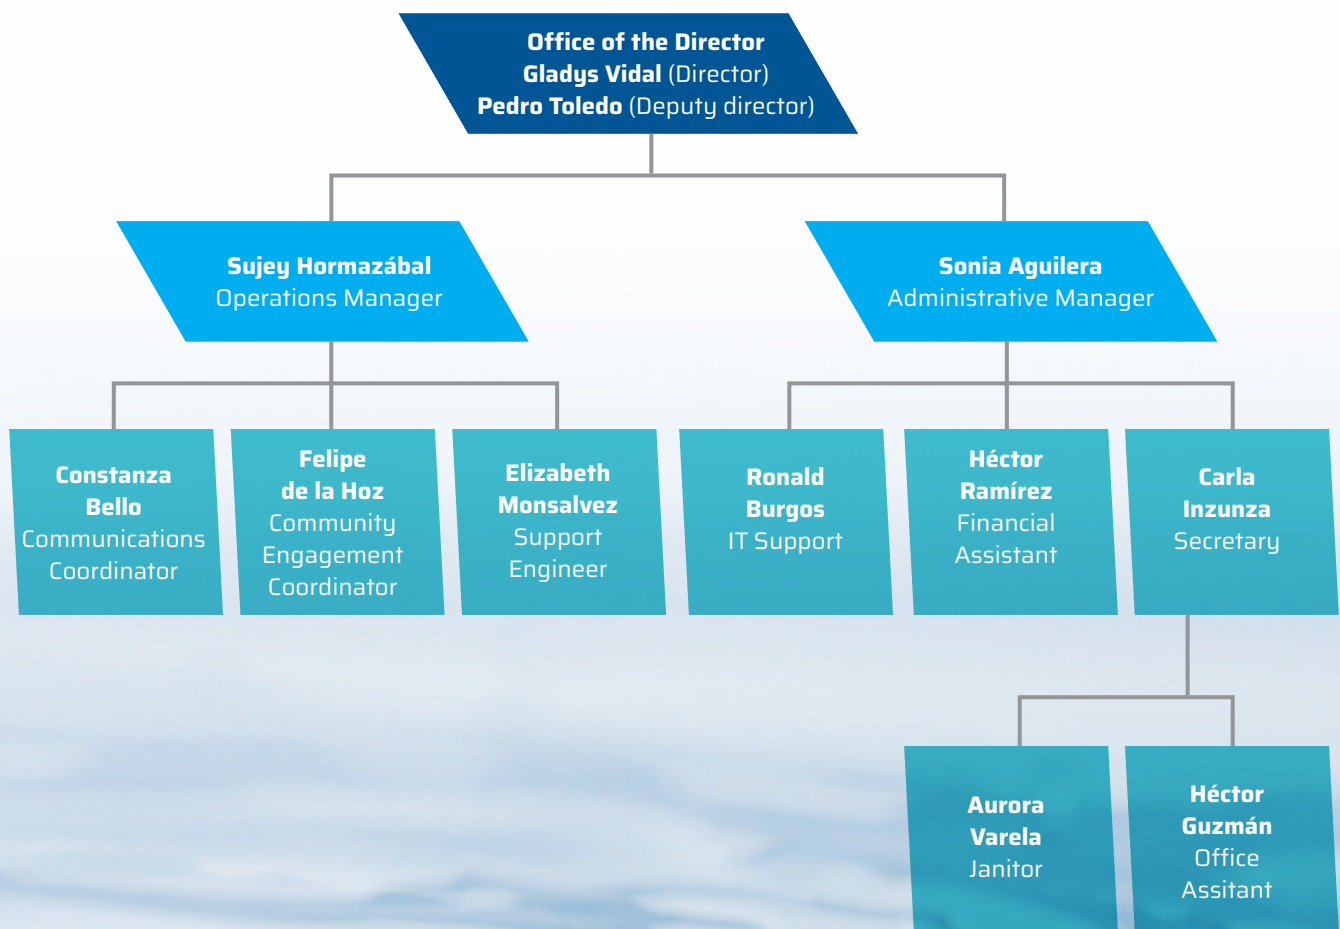 Office of the Director
Gladys Vidal (Director)
Pedro Toledo (Deputy director)
Sujey Hormazábal
Operations Manager
Sonia Aguilera
Administrative Manager
Constanza
Bello
Communications
Coordinator
Felipe
de la Hoz
Community
Engagement
Coordinator
Elizabeth
Monsalvez
Support
Engineer
Ronald
Burgos
IT Support
Héctor
Ramírez
Financial
Assistant
Carla
Inzunza
Secretary
Aurora
Varela
Janitor
Héctor
Guzmán
Office
Assitant